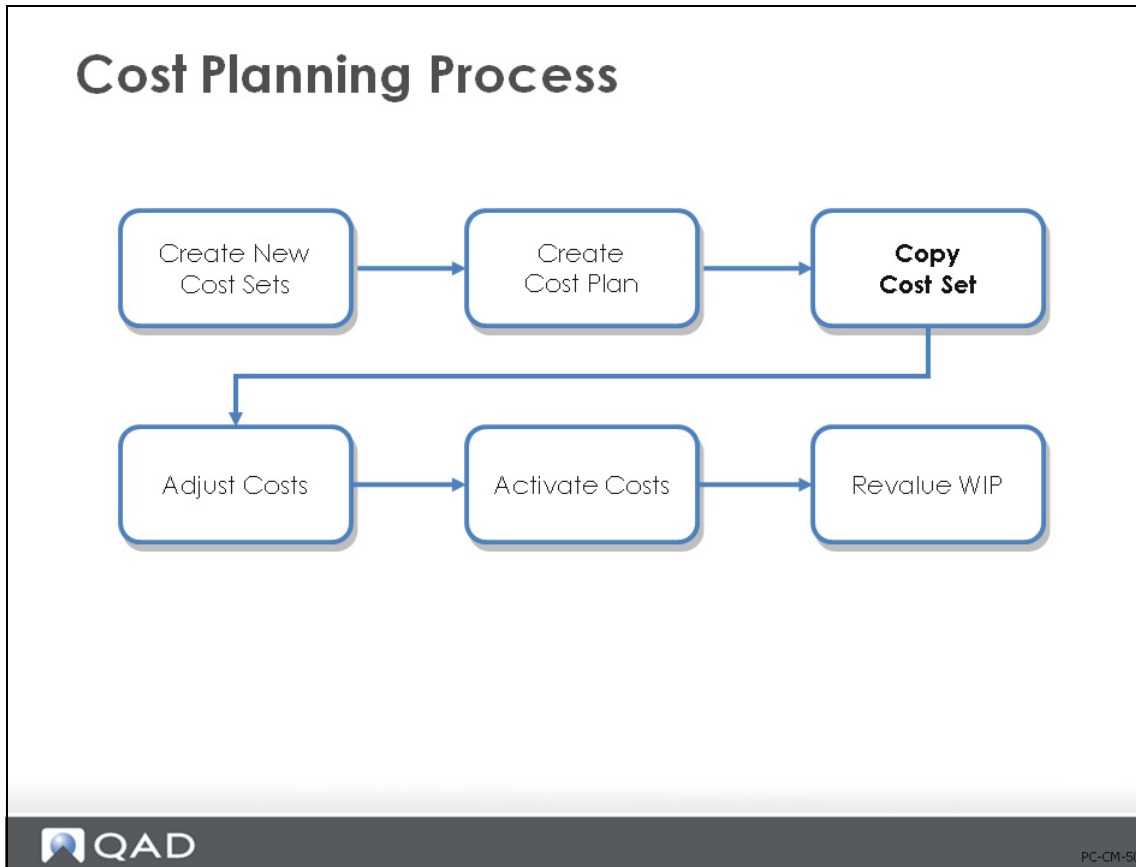 Cost Planning Process
Create New
Cost Sets
Create
Cost Plan
Copy
Cost Set
Adjust Costs
Activate Costs
Revalue WIP
QAD